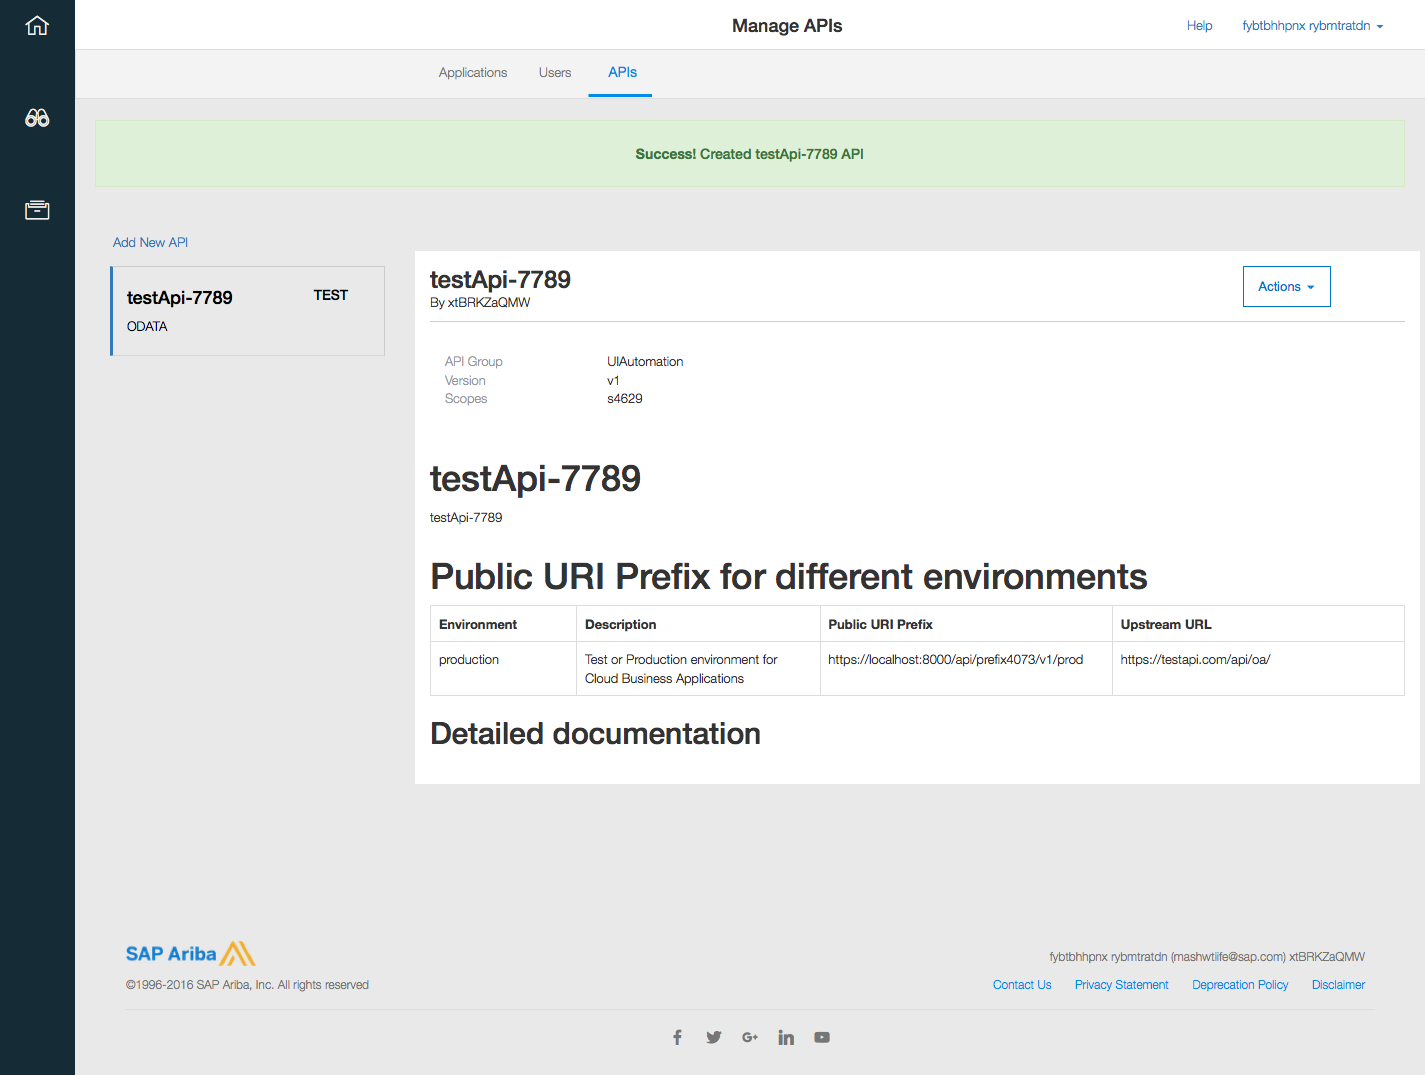 Manage APIs
Help
fybtbhhpnx rybmtratdn
Applications
Users
APIs
Success! Created testApi-7789 API
Add New API
testApi-7789
TEST
ODATA
testApi-7789
By xtBRKZaQMW
Actions
API Group
UIAutomation
Version
v1
Scopes
s4629
testApi-7789
testApi-7789
Public URI Prefix for different environments
Environment
Description
Public URI Prefix
Upstream URL
production
Test or Production environment for
Cloud Business Applications
https://localhost:8000/api/prefix4073/v1/prod
https://testapi.com/api/oa/
Detailed documentation
SAP Ariba
©1996-2016 SAP Ariba, Inc. All rights reserved
fybtbhhpnx rybmtratdn (mashwtiife@sap.com) xtBRKZaQMW
Contact Us
Privacy Statement
Deprecation Policy
Disclaimer